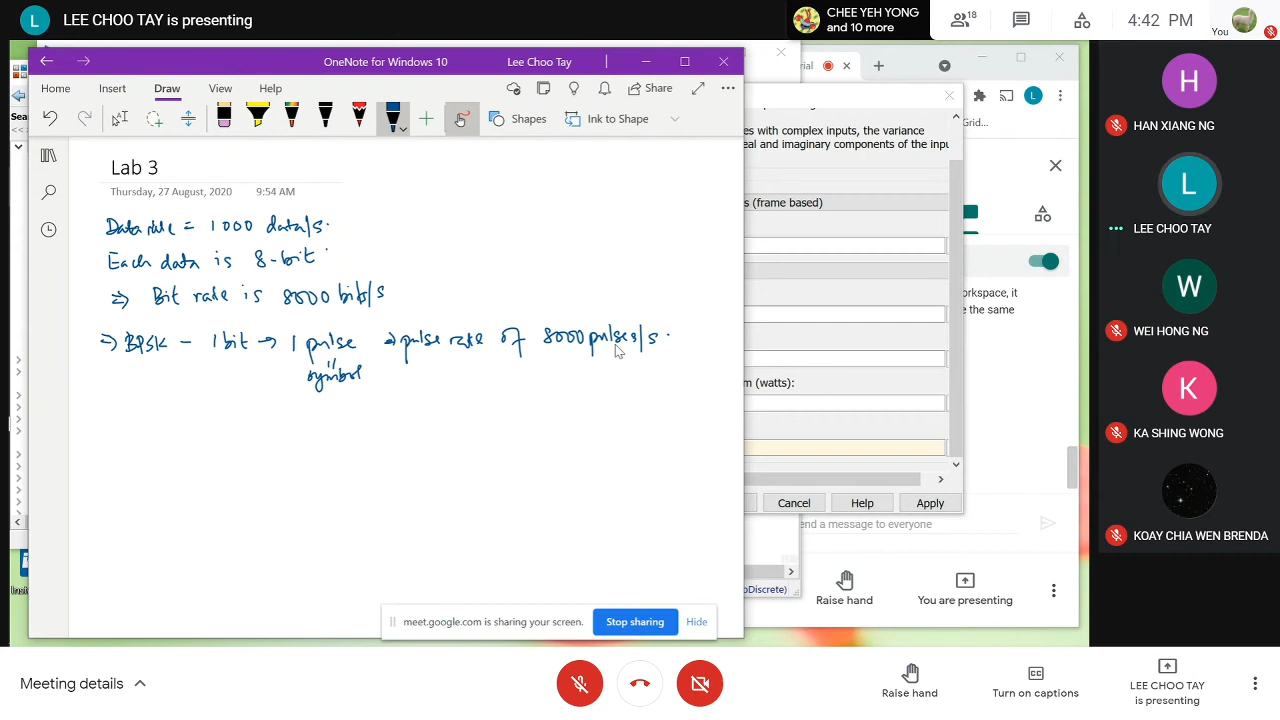 LEE CHOO TAY is presenting
CHEE YEH YONG
and 10 more
18
4:42 PM
You
OneNote for Windows 10
Lee Choo Tay
Home
Insert
Draw
View
Help
Share
Shapes
Ink to Shape
Lab 3
Thursday, 27 August, 2020
9:54 AM
Data rate = 1000 data/s.
Each data is 8-bit
⇒ Bit rate is 8000 bits/s
⇒ BPSK - 1 bit → 1 pulse → pulse rate of 8000 pulses/s.
"
symbol
Sear
<<
rial
L
Grid...
es with complex inputs, the variance
eal and imaginary components of the inpu
s (frame based)
m (watts):
Cancel
Help
Apply
oDiscrete)
Insi
orkspace, it
e the same
end a message to everyone
Raise hand
You are presenting
meet.google.com is sharing your screen.
Stop sharing
Hide
H
HAN XIANG NG
L
LEE CHOO TAY
W
WEI HONG NG
K
KA SHING WONG
KOAY CHIA WEN BRENDA
Meeting details
Raise hand
Turn on captions
LEE CHOO TAY
is presenting